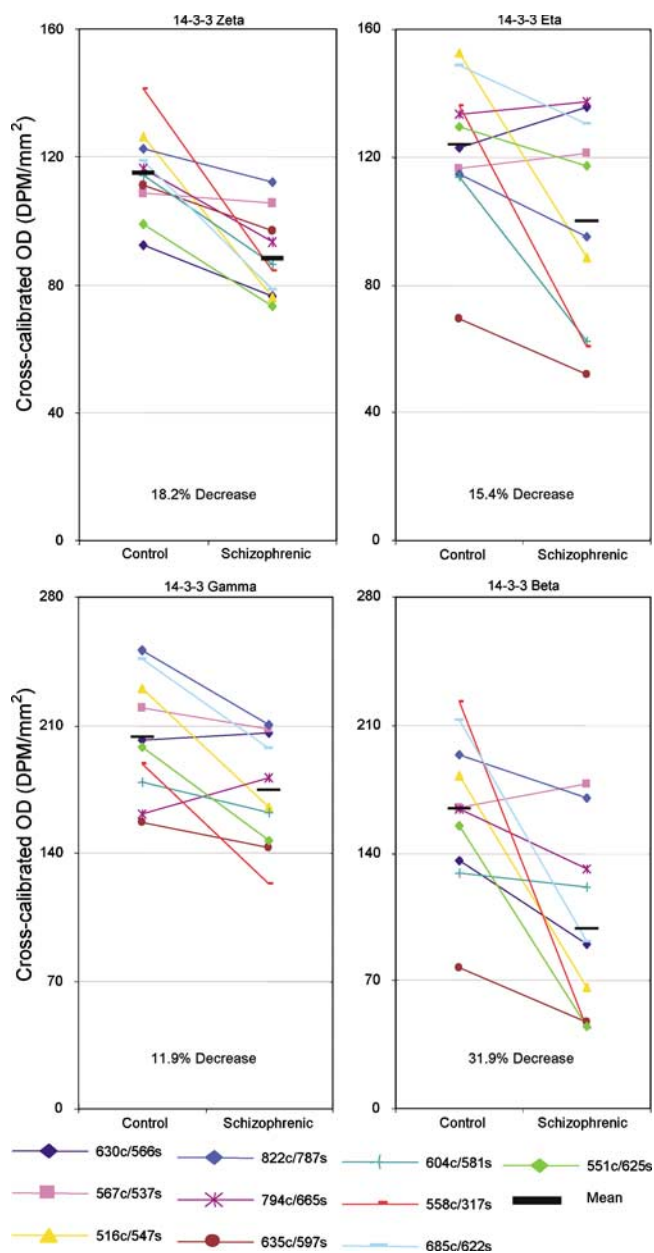 14-3-3 Zeta
14-3-3 Eta
Cross-calibrated OD (DPM/mm²)
160
120
80
40
0
160
120
80
40
0
18.2% Decrease
15.4% Decrease
Control
Schizophrenic
Control
Schizophrenic
14-3-3 Gamma
14-3-3 Beta
Cross-calibrated OD (DPM/mm²)
280
210
140
70
0
280
210
140
70
0
11.9% Decrease
31.9% Decrease
Control
Schizophrenic
Control
Schizophrenic
630c/566s
822c/787s
604c/581s
551c/625s
567c/537s
794c/665s
558c/317s
Mean
516c/547s
635c/597s
685c/622s